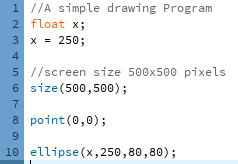 1 //A simple drawing Program
2 float x;
3 x = 250;
4
5 //screen size 500x500 pixels
6 size(500,500);
7
8 point(0,0);
9
10 ellipse(x,250,80,80);